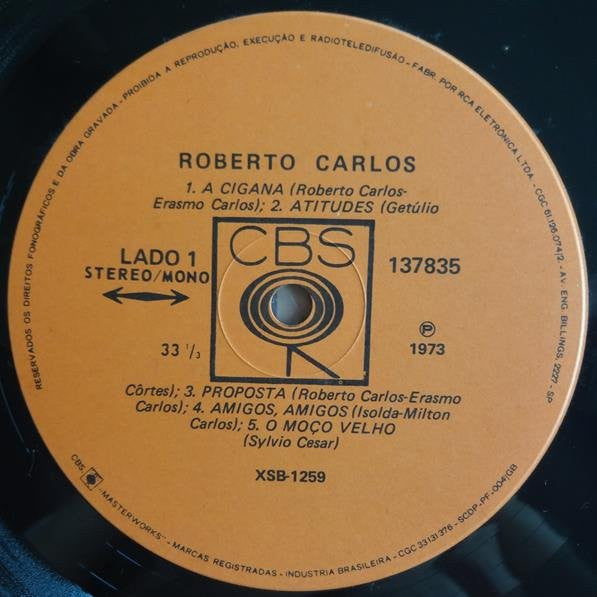 RESERVADOS OS DIREITOS FONOGRÁFICOS E DA OBRA GRAVADA - PROIBIDA A REPRODUÇÃO, EXECUÇÃO E RADIOTELEDIFUSÃO - FABR. POR RCA ELETRÔNICA LTDA. - CGC 61.126.074/2 - AV. ENG. BILLINGS, 2227 - SP
ROBERTO CARLOS
1. A CIGANA (Roberto Carlos-
Erasmo Carlos); 2. ATITUDES (Getúlio
LADO 1
STEREO/MONO
CBS
137835
33 1/3
℗
1973
Côrtes); 3. PROPOSTA (Roberto Carlos-Erasmo
Carlos); 4. AMIGOS, AMIGOS (Isolda-Milton
Carlos); 5. O MOÇO VELHO
(Sylvio Cesar)
XSB-1259
CBS, "MASTERWORKS" - MARCAS REGISTRADAS - INDUSTRIA BRASILEIRA - CGC 33131376 - SCDP-PF-004/GB